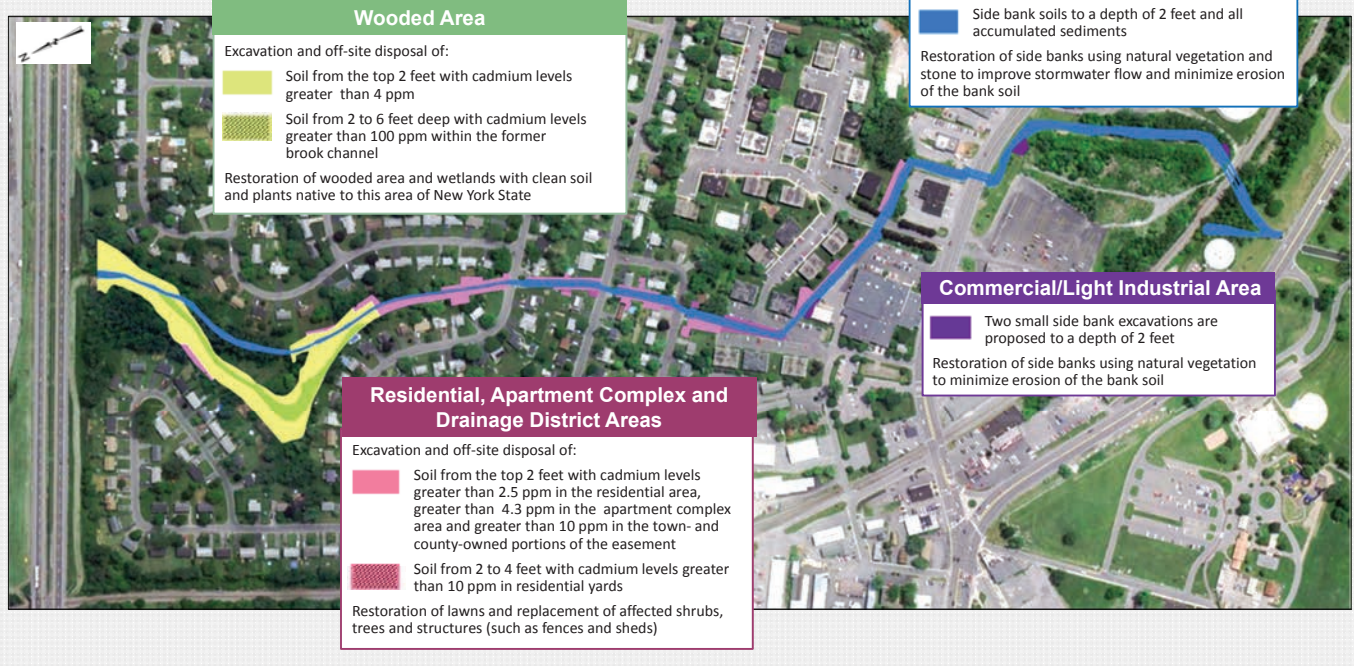 Wooded Area
Excavation and off-site disposal of:
Soil from the top 2 feet with cadmium levels
greater than 4 ppm
Soil from 2 to 6 feet deep with cadmium levels
greater than 100 ppm within the former
brook channel
Restoration of wooded area and wetlands with clean soil
and plants native to this area of New York State
Side bank soils to a depth of 2 feet and all
accumulated sediments
Restoration of side banks using natural vegetation and
stone to improve stormwater flow and minimize erosion
of the bank soil
N
Commercial/Light Industrial Area
Two small side bank excavations are
proposed to a depth of 2 feet
Restoration of side banks using natural vegetation
to minimize erosion of the bank soil
Residential, Apartment Complex and
Drainage District Areas
Excavation and off-site disposal of:
Soil from the top 2 feet with cadmium levels
greater than 2.5 ppm in the residential area,
greater than 4.3 ppm in the apartment complex
area and greater than 10 ppm in the town- and
county-owned portions of the easement
Soil from 2 to 4 feet with cadmium levels greater
than 10 ppm in residential yards
Restoration of lawns and replacement of affected shrubs,
trees and structures (such as fences and sheds)